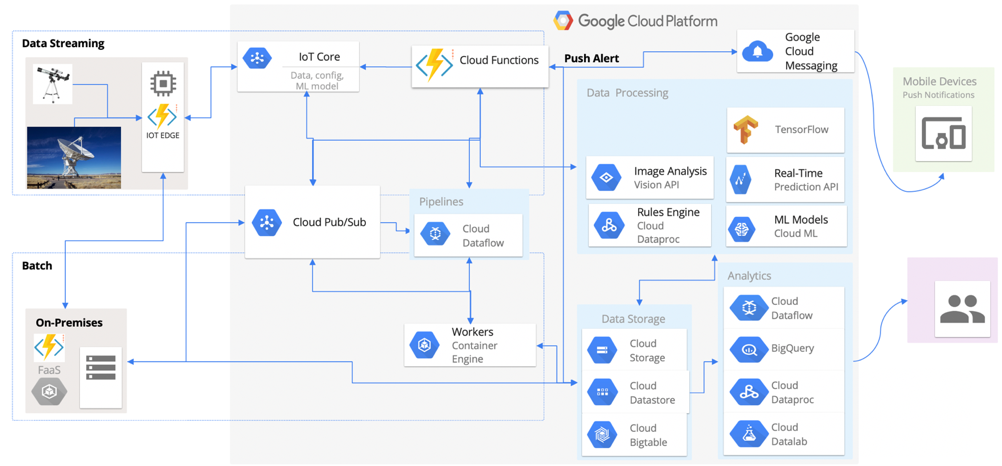 Google Cloud Platform
Data Streaming
IOT EDGE
IoT Core
Data, config,
ML model
Cloud Functions
Push Alert
Google
Cloud
Messaging
Mobile Devices
Push Notifications
Data Processing
TensorFlow
Image Analysis
Vision API
Real-Time
Prediction API
Rules Engine
Cloud
Dataproc
ML Models
Cloud ML
Cloud Pub/Sub
Pipelines
Cloud
Dataflow
Batch
On-Premises
FaaS
Workers
Container
Engine
Data Storage
Cloud
Storage
Cloud
Datastore
Cloud
Bigtable
Analytics
Cloud
Dataflow
BigQuery
Cloud
Dataproc
Cloud
Datalab